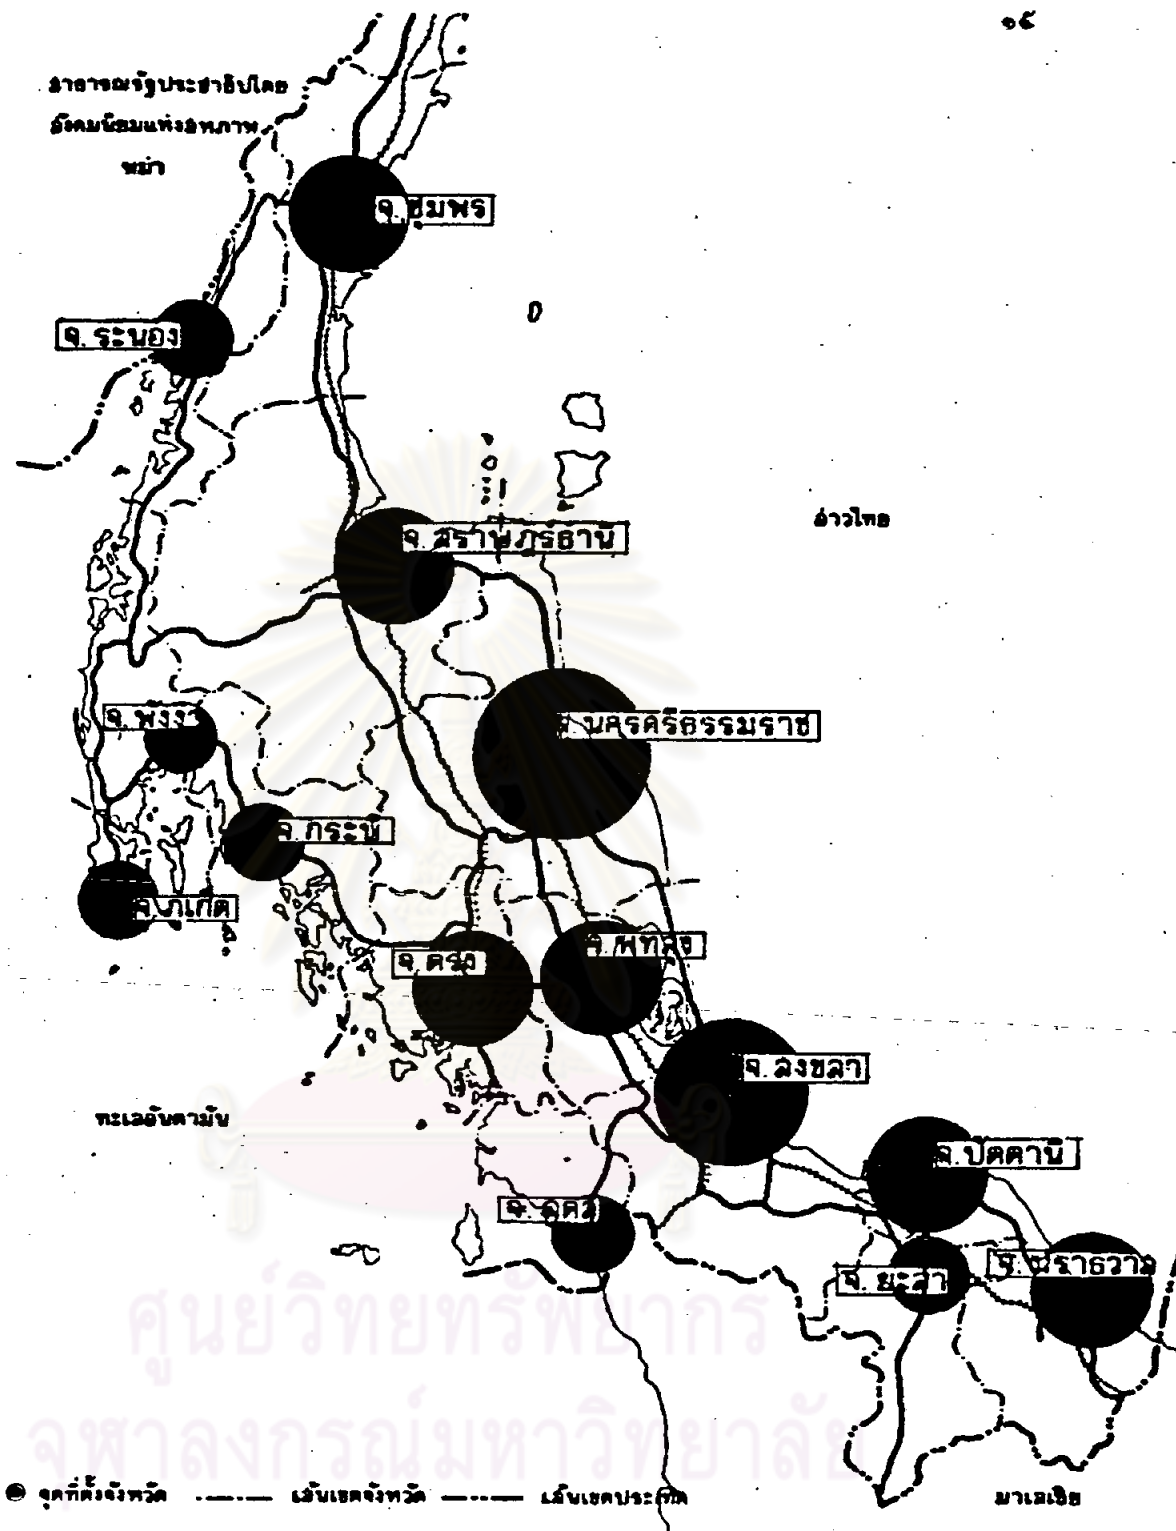 ๑๕
สาธารณรัฐประชาธิปไตย
สังคมนิยมแห่งสหภาพ
พม่า
จ.ชุมพร
จ.ระนอง
อ่าวไทย
จ.สุราษฎร์ธานี
จ.นครศรีธรรมราช
จ.พังงา
จ.กระบี่
จ.ภูเก็ต
จ.ตรัง
จ.พัทลุง
จ.สงขลา
ทะเลอันดามัน
จ.ปัตตานี
จ.สตูล
จ.ยะลา
จ.นราธิวาส
ศูนย์วิทยทรัพยากร
จุฬาลงกรณ์มหาวิทยาลัย
จุดที่ตั้งจังหวัด เส้นเขตจังหวัด เส้นเขตประเทศ
มาเลเซีย